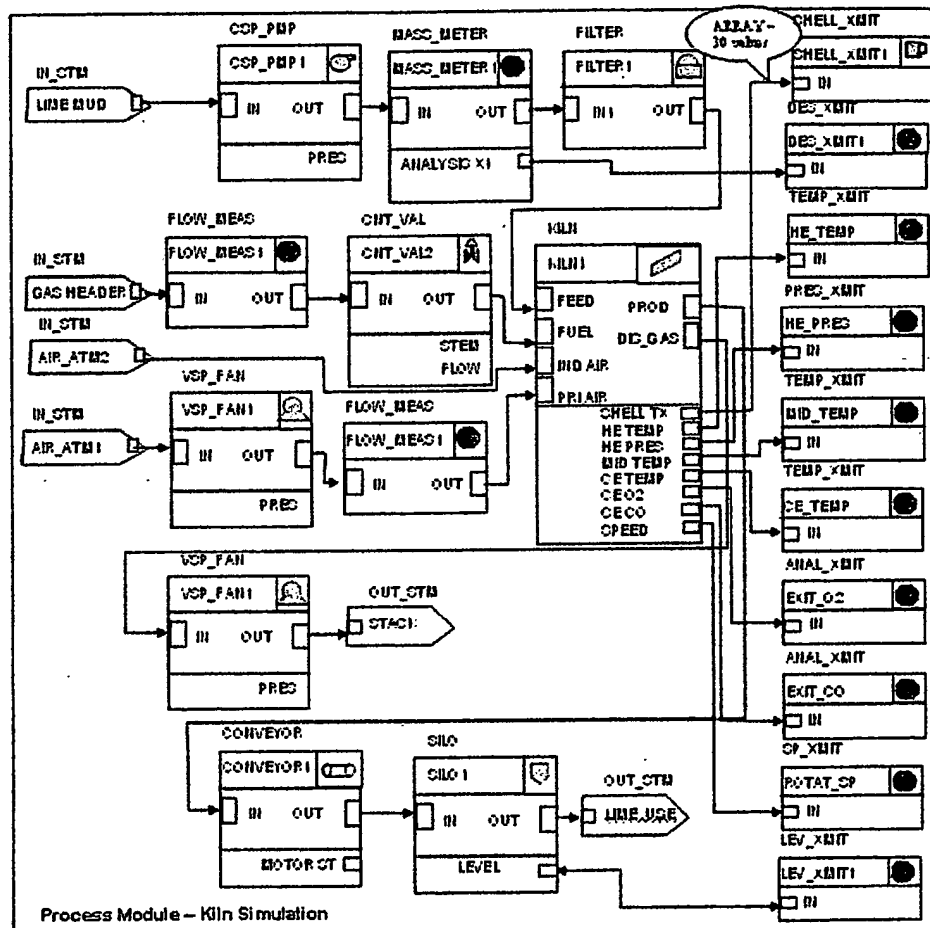 CSP_PMP
MASS_METER
FILTER
ARRAY -
30 values
SHELL_XMIT
IN_STM
CSP_PMP1
MASS_METER1
FILTER1
SHELL_XMIT1
LIME MUD
IN OUT
IN OUT
IN1 OUT
IN
PRES
ANALYSIS X1
DES_XMIT
DES_XMIT1
IN
TEMP_XMIT
FLOW_MEAS
CNT_VAL
KILN
HE_TEMP
IN_STM
FLOW_MEAS1
CNT_VAL2
KILN1
IN
GAS HEADER
IN OUT
IN OUT
FEED PROD
PRES_XMIT
IN_STM
FUEL DIS_GAS
HE_PRES
AIR_ATM2
STEM
FLOW
IND AIR
IN
VSP_FAN
FLOW_MEAS
PRI AIR
TEMP_XMIT
IN_STM
VSP_FAN1
FLOW_MEAS1
SHELL TX
HE TEMP
HE PRES
MID TEMP
CE TEMP
CE O2
CE CO
SPEED
MID_TEMP
IN
AIR_ATM1
IN OUT
IN OUT
TEMP_XMIT
PRES
CE_TEMP
IN
VSP_FAN
ANAL_XMIT
VSP_FAN1
OUT_STM
EXIT_O2
IN OUT
STACK
IN
PRES
ANAL_XMIT
EXIT_CO
IN
CONVEYOR
SILO
SP_XMIT
CONVEYOR1
SILO 1
OUT_STM
ROTAT_SP
IN OUT
IN OUT
LIME_USE
IN
MOTOR ST
LEVEL
LEV_XMIT
LEV_XMIT1
IN
Process Module – Kiln Simulation